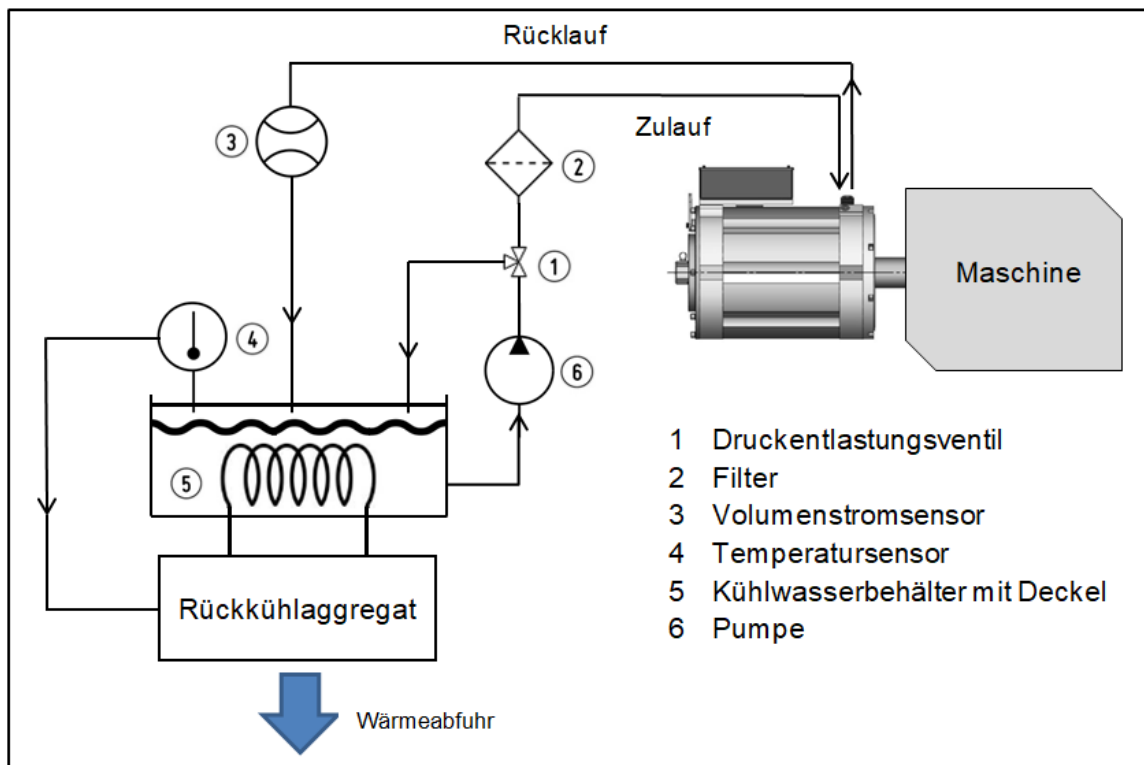 Rücklauf
Zulauf
3
2
1
4
6
5
Maschine
Rückkühlaggregat
Wärmeabfuhr
1 Druckentlastungsventil
2 Filter
3 Volumenstromsensor
4 Temperatursensor
5 Kühlwasserbehälter mit Deckel
6 Pumpe